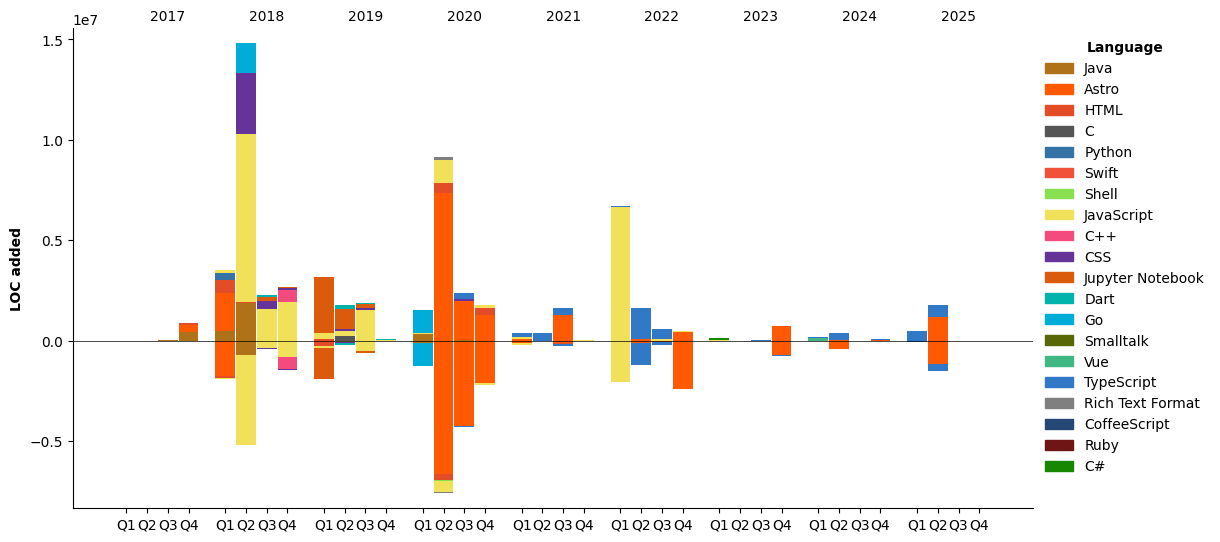 2017 2018 2019 2020 2021 2022 2023 2024 2025
1e7
1.5
1.0
0.5
0.0
−0.5
LOC added
Q1 Q2 Q3 Q4 Q1 Q2 Q3 Q4 Q1 Q2 Q3 Q4 Q1 Q2 Q3 Q4 Q1 Q2 Q3 Q4 Q1 Q2 Q3 Q4 Q1 Q2 Q3 Q4 Q1 Q2 Q3 Q4 Q1 Q2 Q3 Q4
Language
Java
Astro
HTML
C
Python
Swift
Shell
JavaScript
C++
CSS
Jupyter Notebook
Dart
Go
Smalltalk
Vue
TypeScript
Rich Text Format
CoffeeScript
Ruby
C#